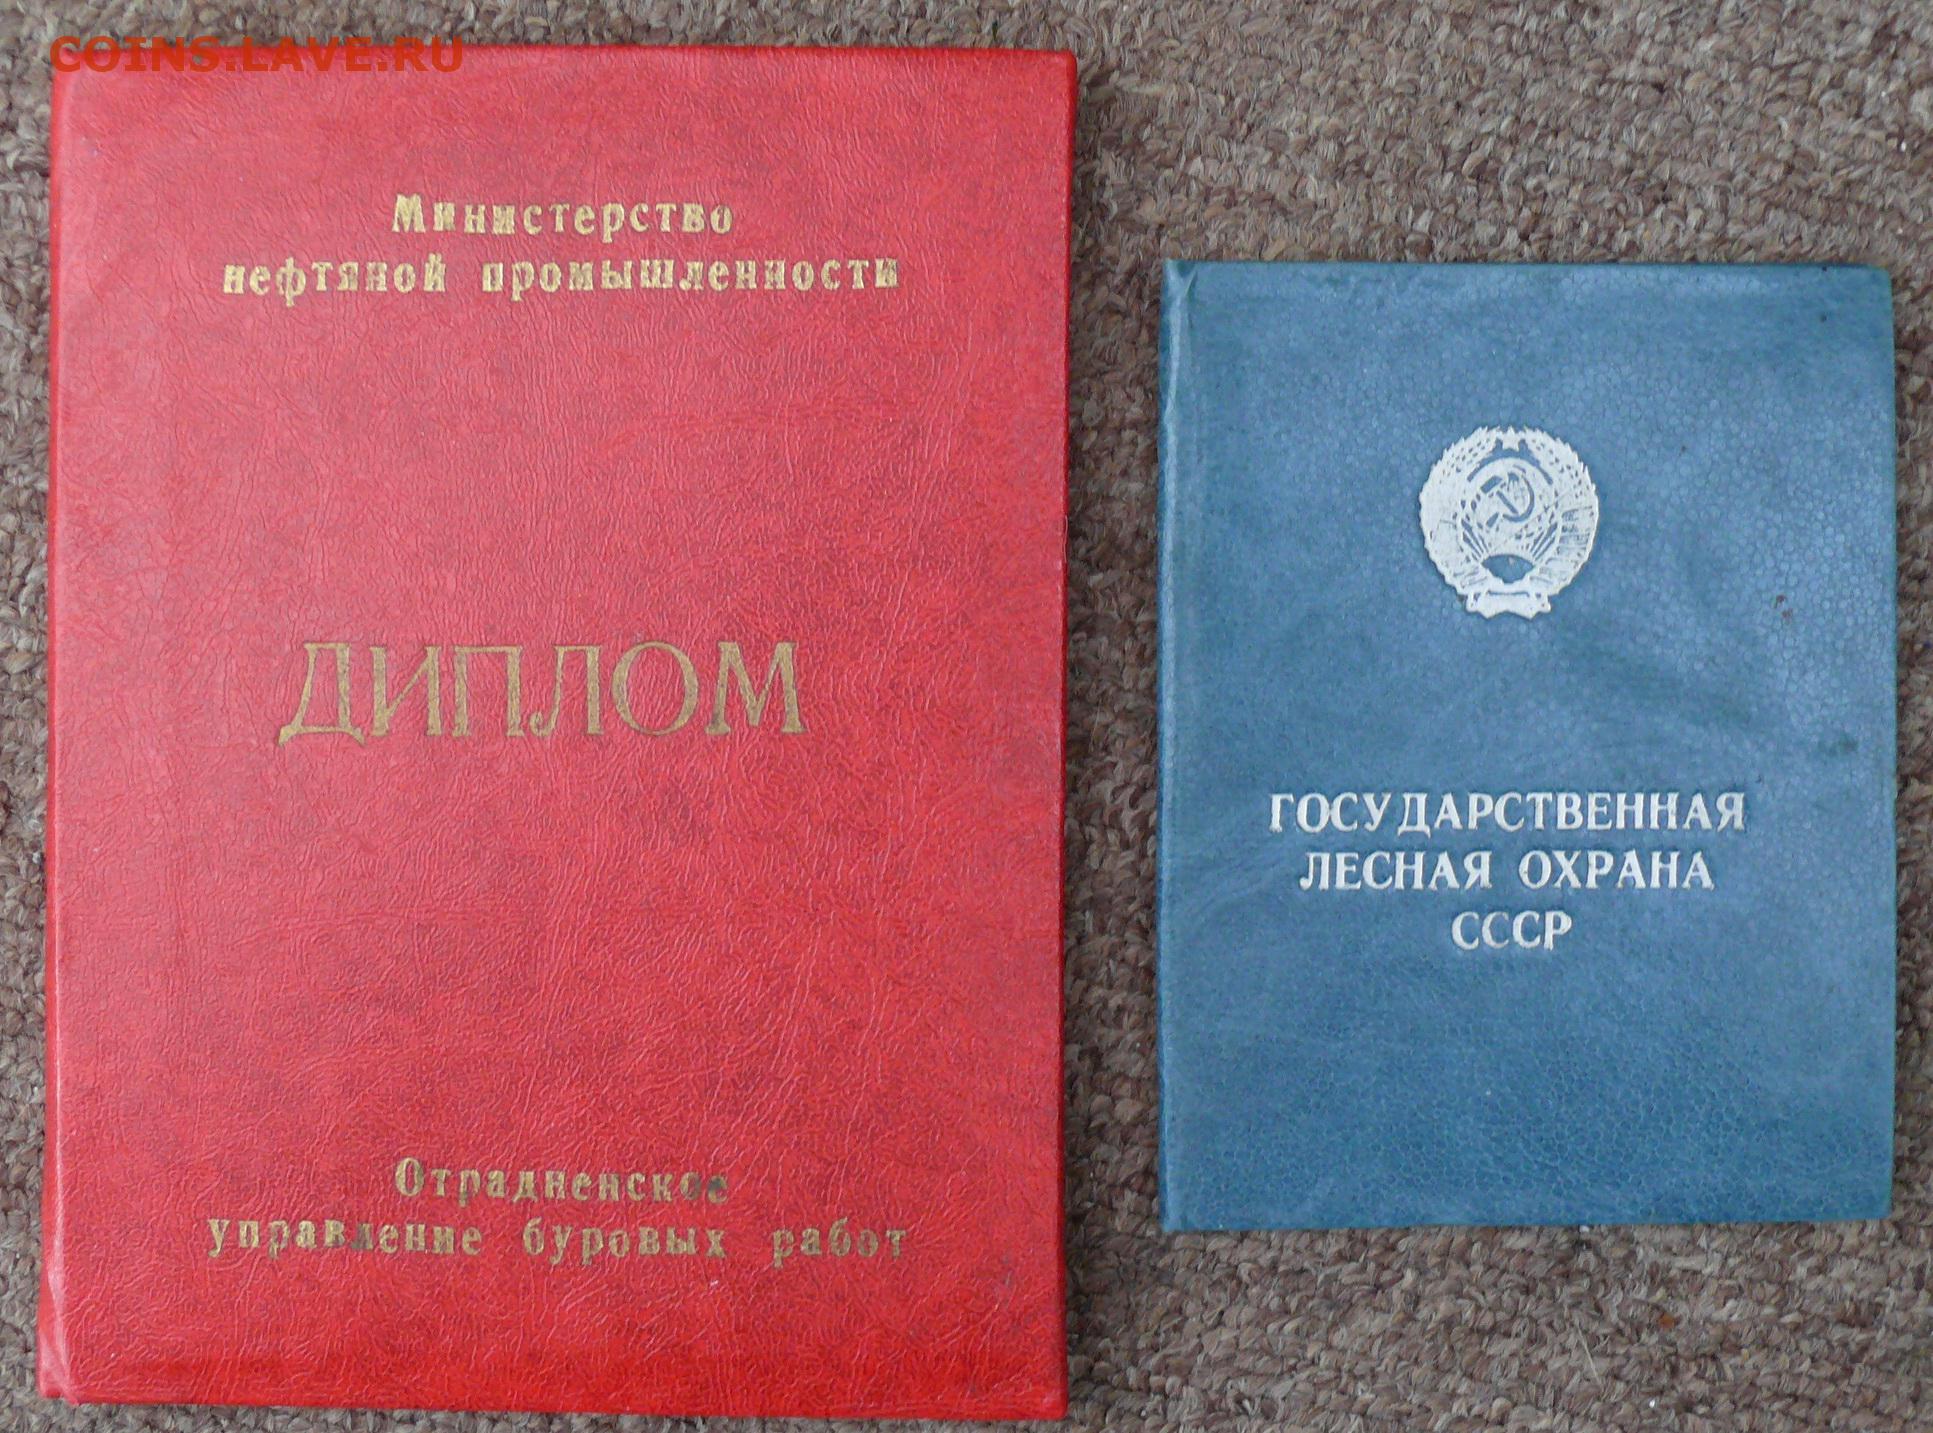 COINS.LAVE.RU
Министерство
нефтяной промышленности
ДИПЛОМ
Отрадненское
управление буровых работ
ГОСУДАРСТВЕННАЯ
ЛЕСНАЯ ОХРАНА
СССР